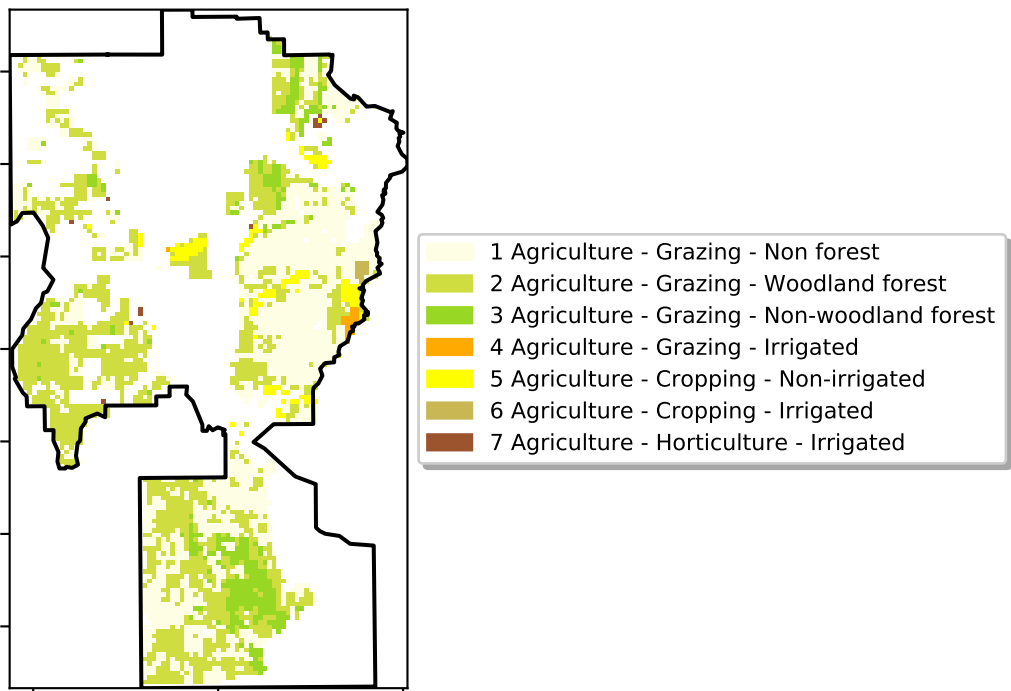 1 Agriculture - Grazing - Non forest
2 Agriculture - Grazing - Woodland forest
3 Agriculture - Grazing - Non-woodland forest
4 Agriculture - Grazing - Irrigated
5 Agriculture - Cropping - Non-irrigated
6 Agriculture - Cropping - Irrigated
7 Agriculture - Horticulture - Irrigated